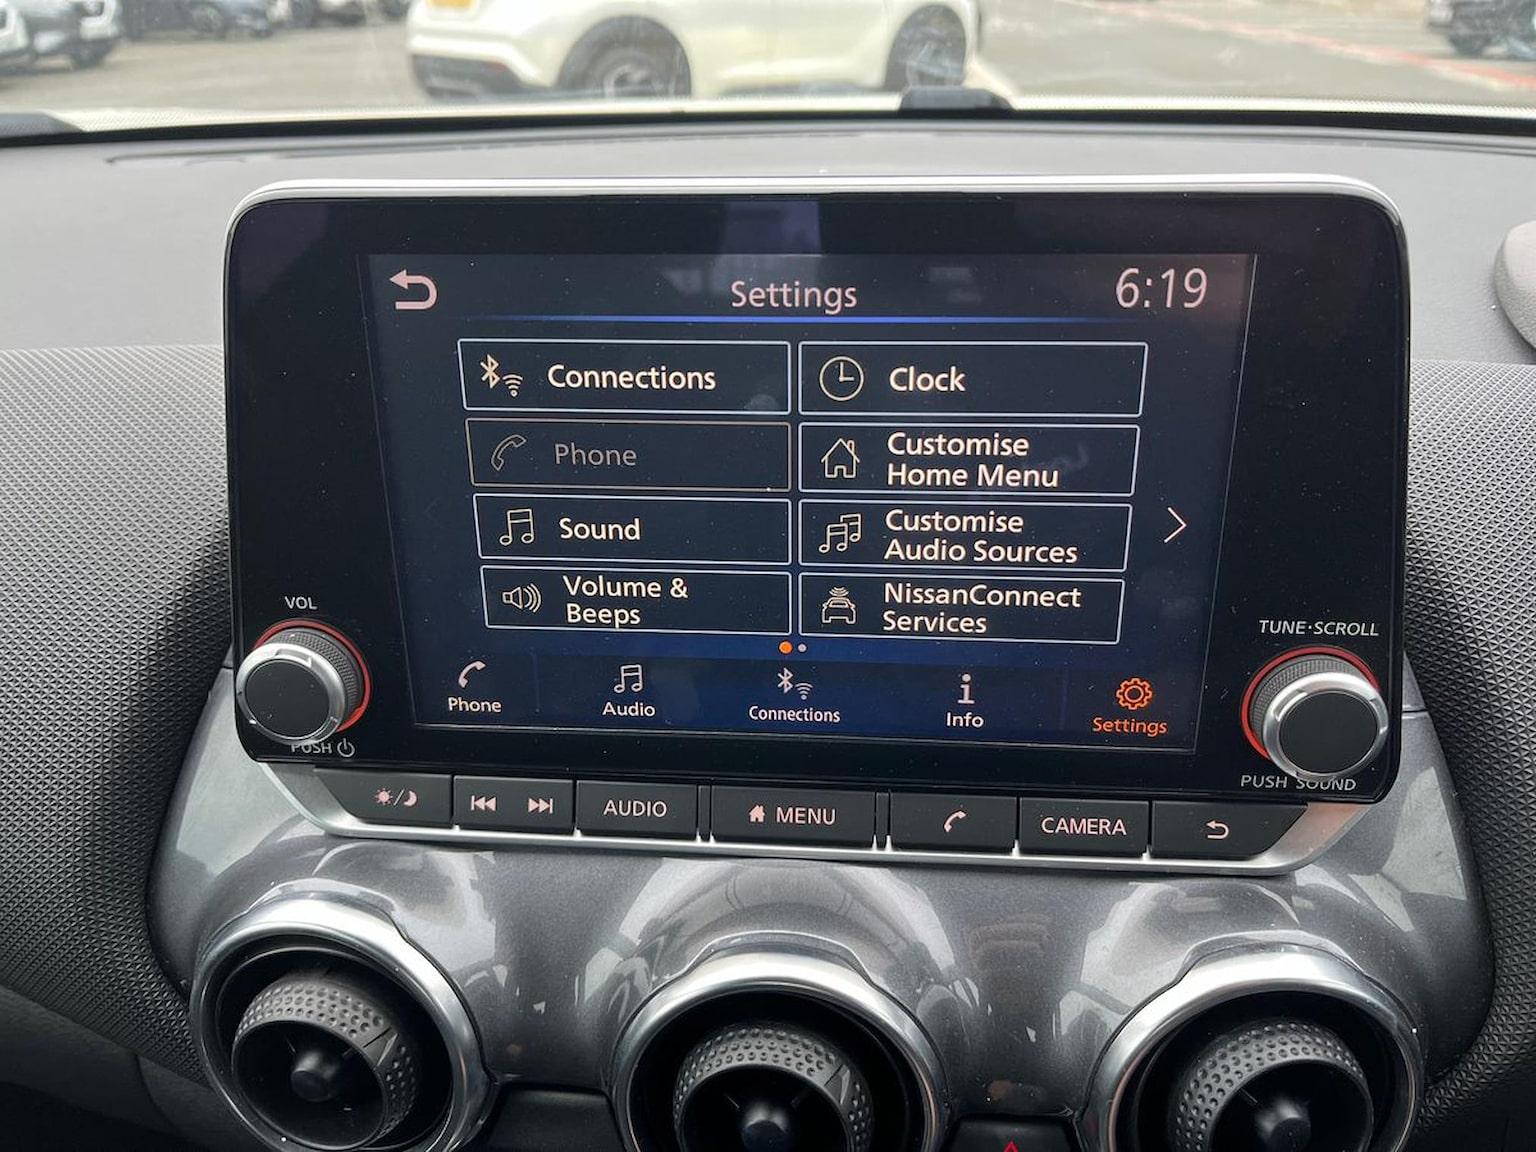 Settings
6:19
Connections
Clock
Phone
Customise
Home Menu
Sound
Customise
Audio Sources
Volume &
Beeps
NissanConnect
Services
VOL
TUNE·SCROLL
Phone
Audio
Connections
Info
Settings
PUSH
PUSH SOUND
AUDIO
MENU
CAMERA